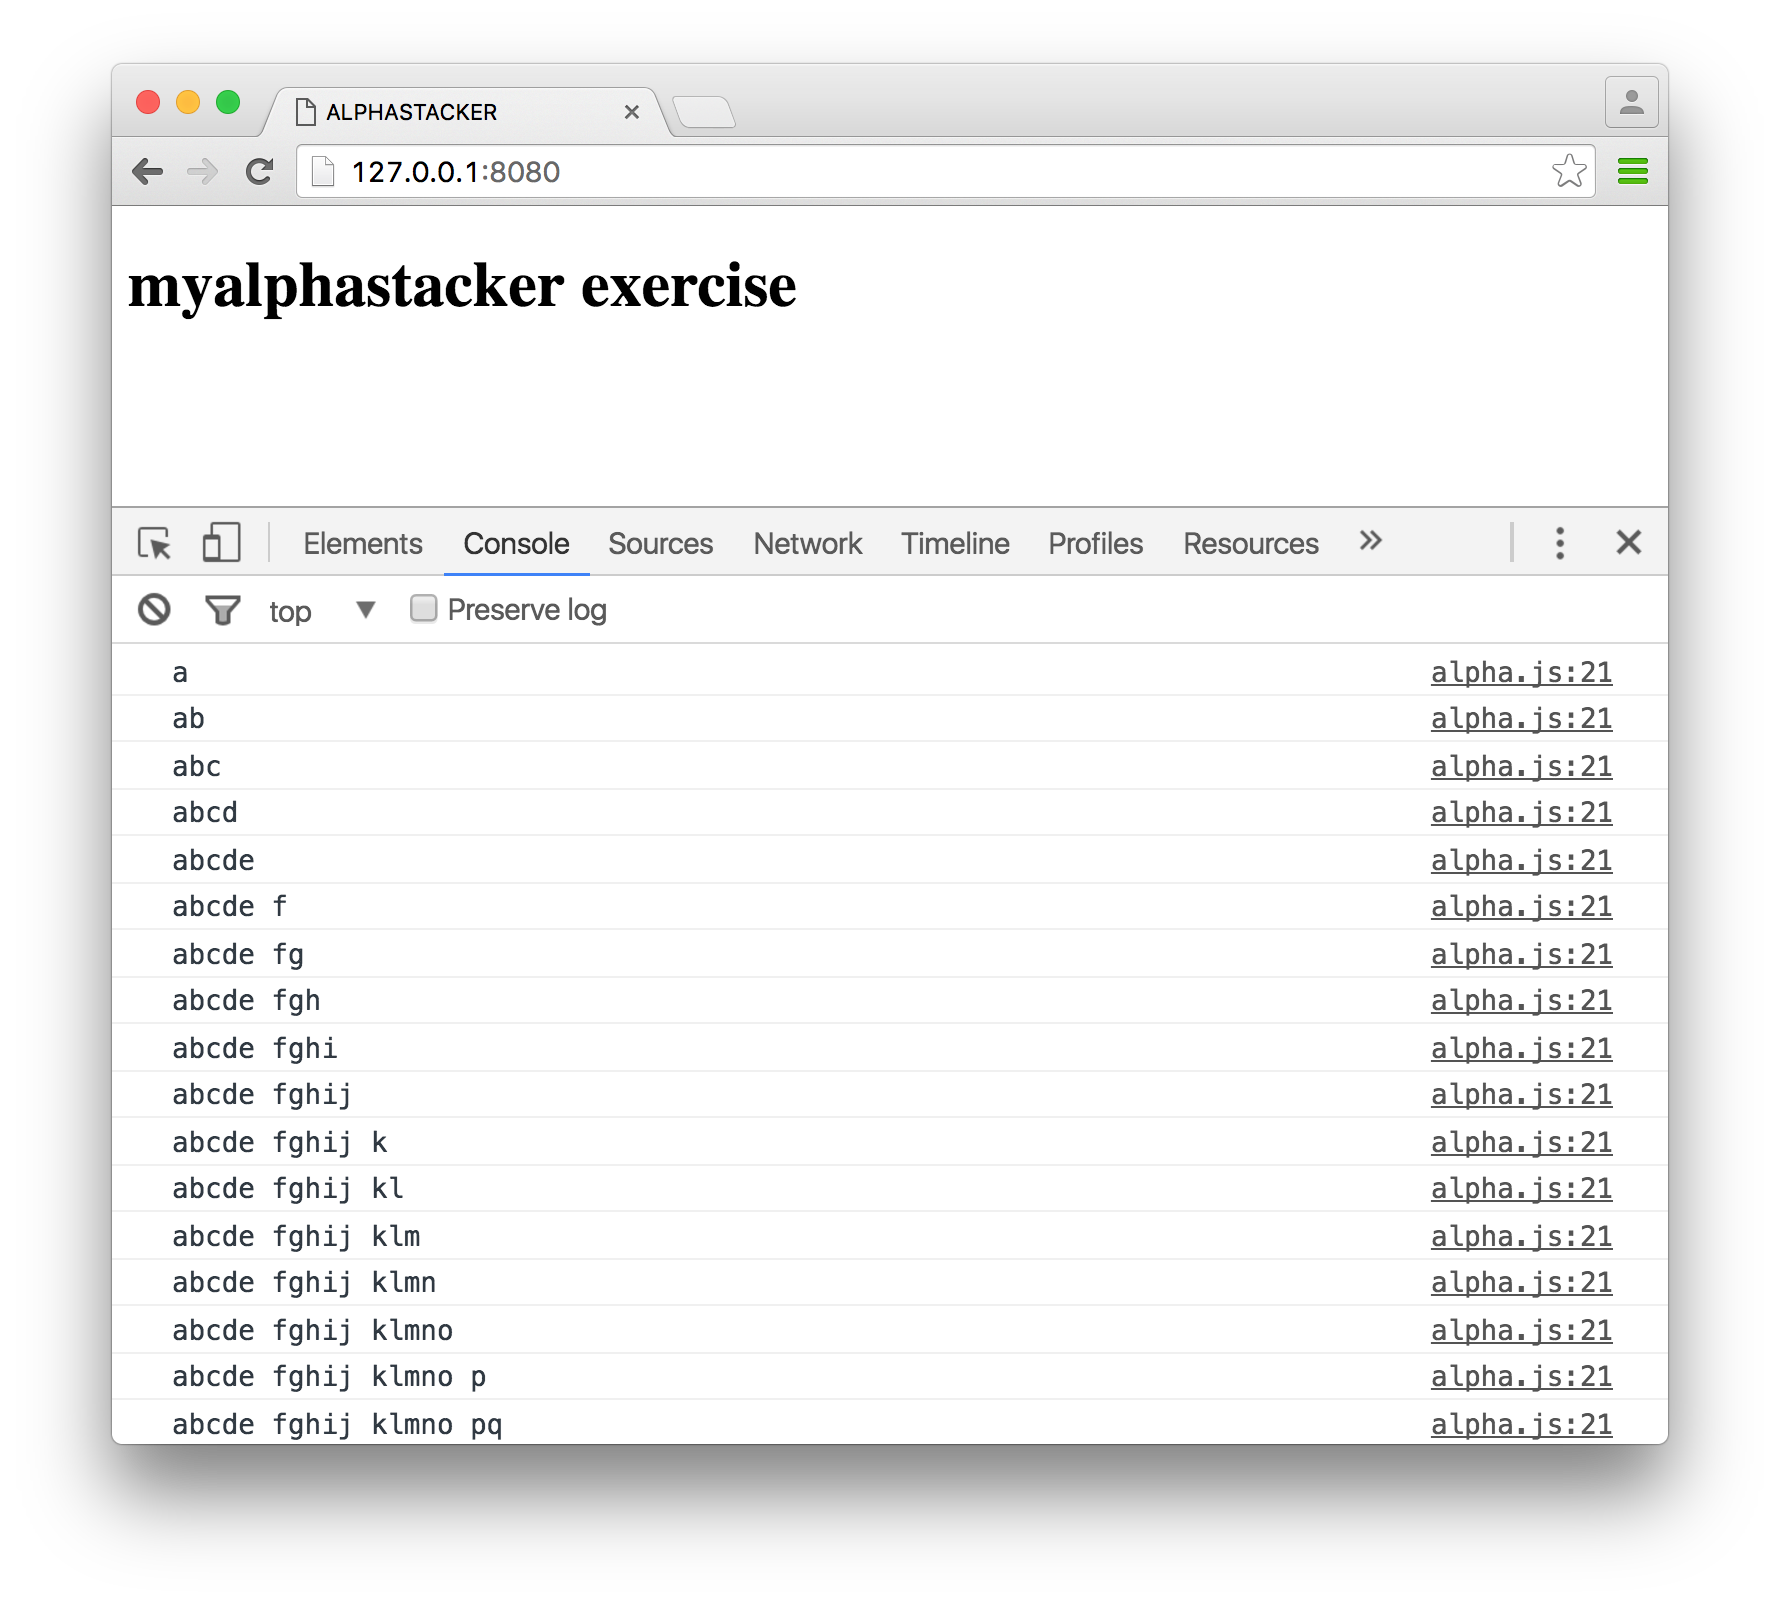 ALPHASTACKER
127.0.0.1:8080
myalphastacker exercise
Elements Console Sources Network Timeline Profiles Resources »
top ▼ Preserve log
a alpha.js:21
ab alpha.js:21
abc alpha.js:21
abcd alpha.js:21
abcde alpha.js:21
abcde f alpha.js:21
abcde fg alpha.js:21
abcde fgh alpha.js:21
abcde fghi alpha.js:21
abcde fghij alpha.js:21
abcde fghij k alpha.js:21
abcde fghij kl alpha.js:21
abcde fghij klm alpha.js:21
abcde fghij klmn alpha.js:21
abcde fghij klmno alpha.js:21
abcde fghij klmno p alpha.js:21
abcde fghij klmno pq alpha.js:21